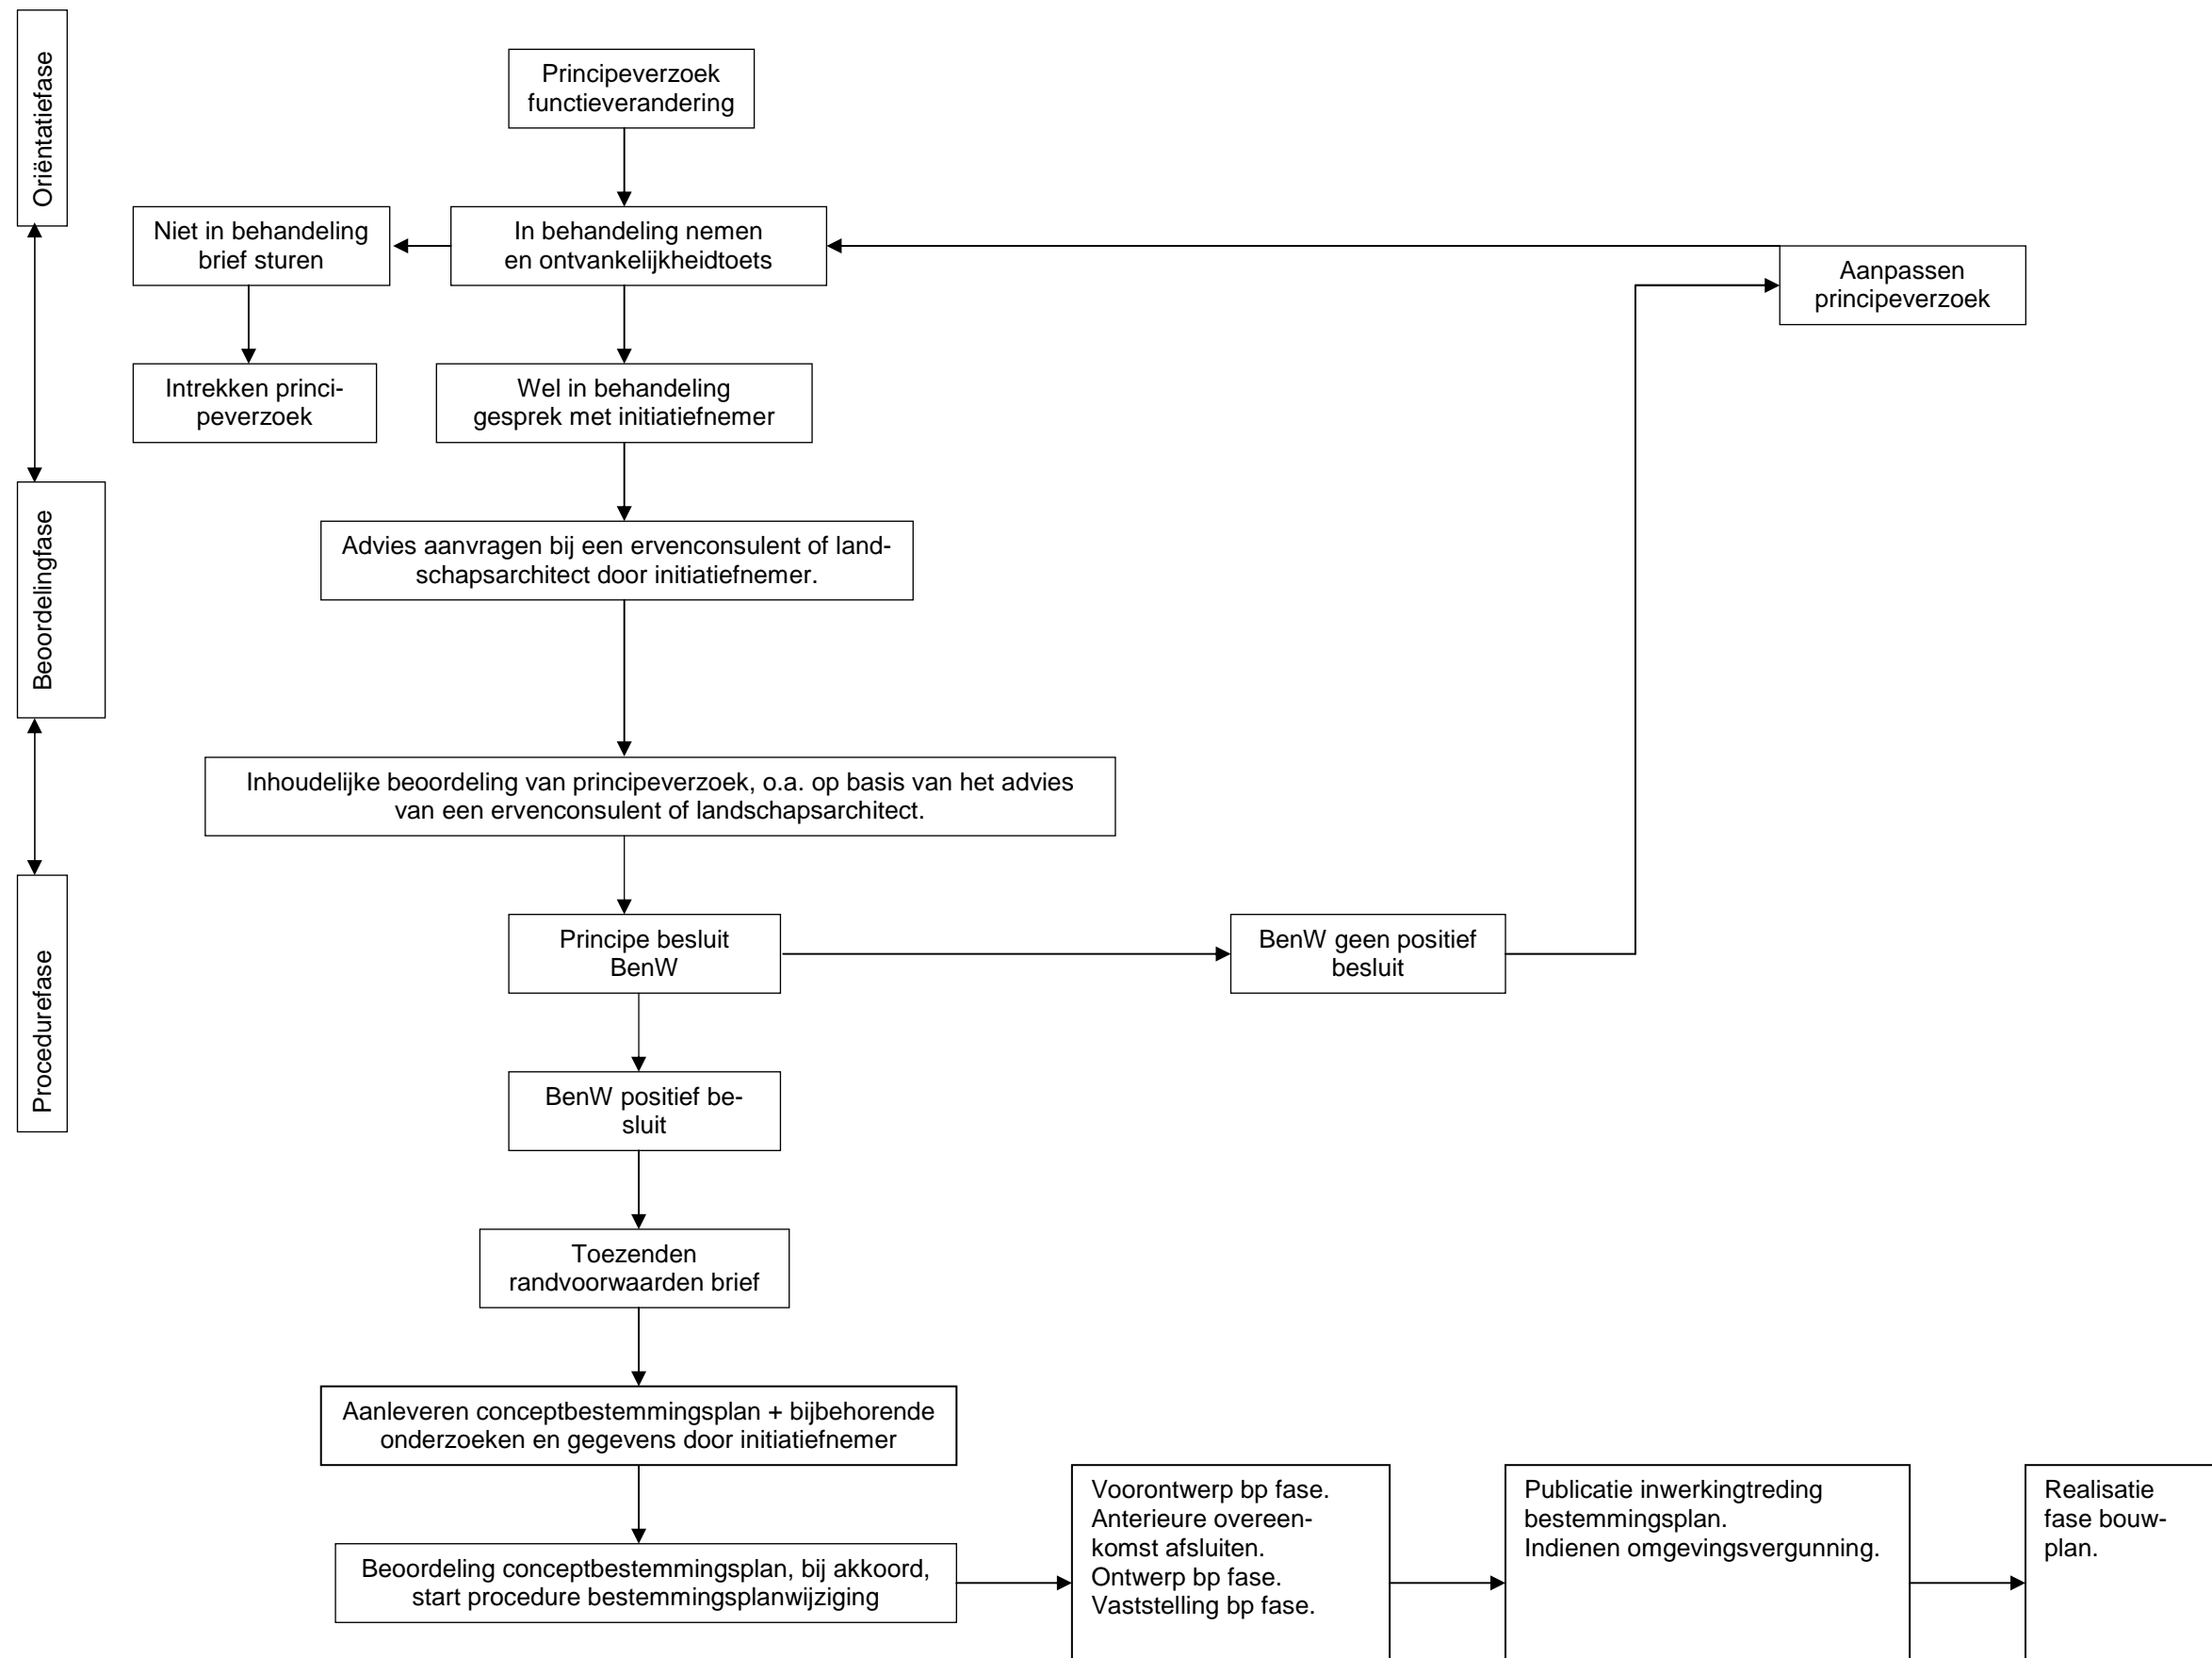 Oriëntatiefase
Principeverzoek
functieverandering
Niet in behandeling
brief sturen
In behandeling nemen
en ontvankelijkheidtoets
Aanpassen
principeverzoek
Intrekken princi-
peverzoek
Wel in behandeling
gesprek met initiatiefnemer
Beoordelingfase
Advies aanvragen bij een ervenconsulent of land-
schapsarchitect door initiatiefnemer.
Inhoudelijke beoordeling van principeverzoek, o.a. op basis van het advies
van een ervenconsulent of landschapsarchitect.
Procedurefase
Principe besluit
BenW
BenW geen positief
besluit
BenW positief be-
sluit
Toezenden
randvoorwaarden brief
Aanleveren conceptbestemmingsplan + bijbehorende
onderzoeken en gegevens door initiatiefnemer
Beoordeling conceptbestemmingsplan, bij akkoord,
start procedure bestemmingsplanwijziging
Voorontwerp bp fase.
Anterieure overeen-
komst afsluiten.
Ontwerp bp fase.
Vaststelling bp fase.
Publicatie inwerkingtreding
bestemmingsplan.
Indienen omgevingsvergunning.
Realisatie
fase bouw-
plan.